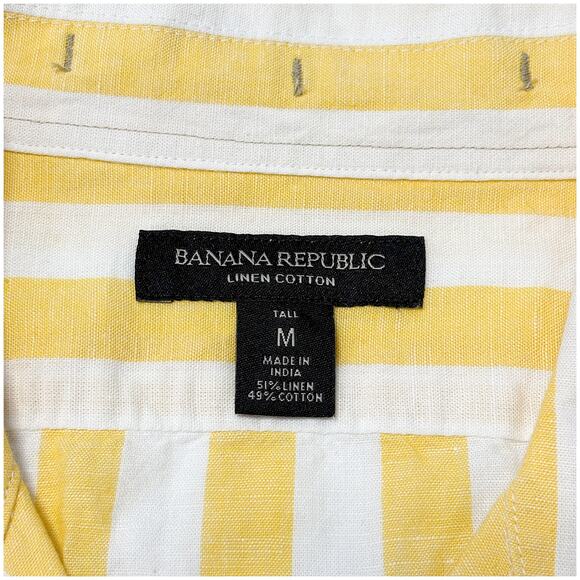 BANANA REPUBLIC
LINEN COTTON
TALL
M
MADE IN
INDIA
51% LINEN
49% COTTON